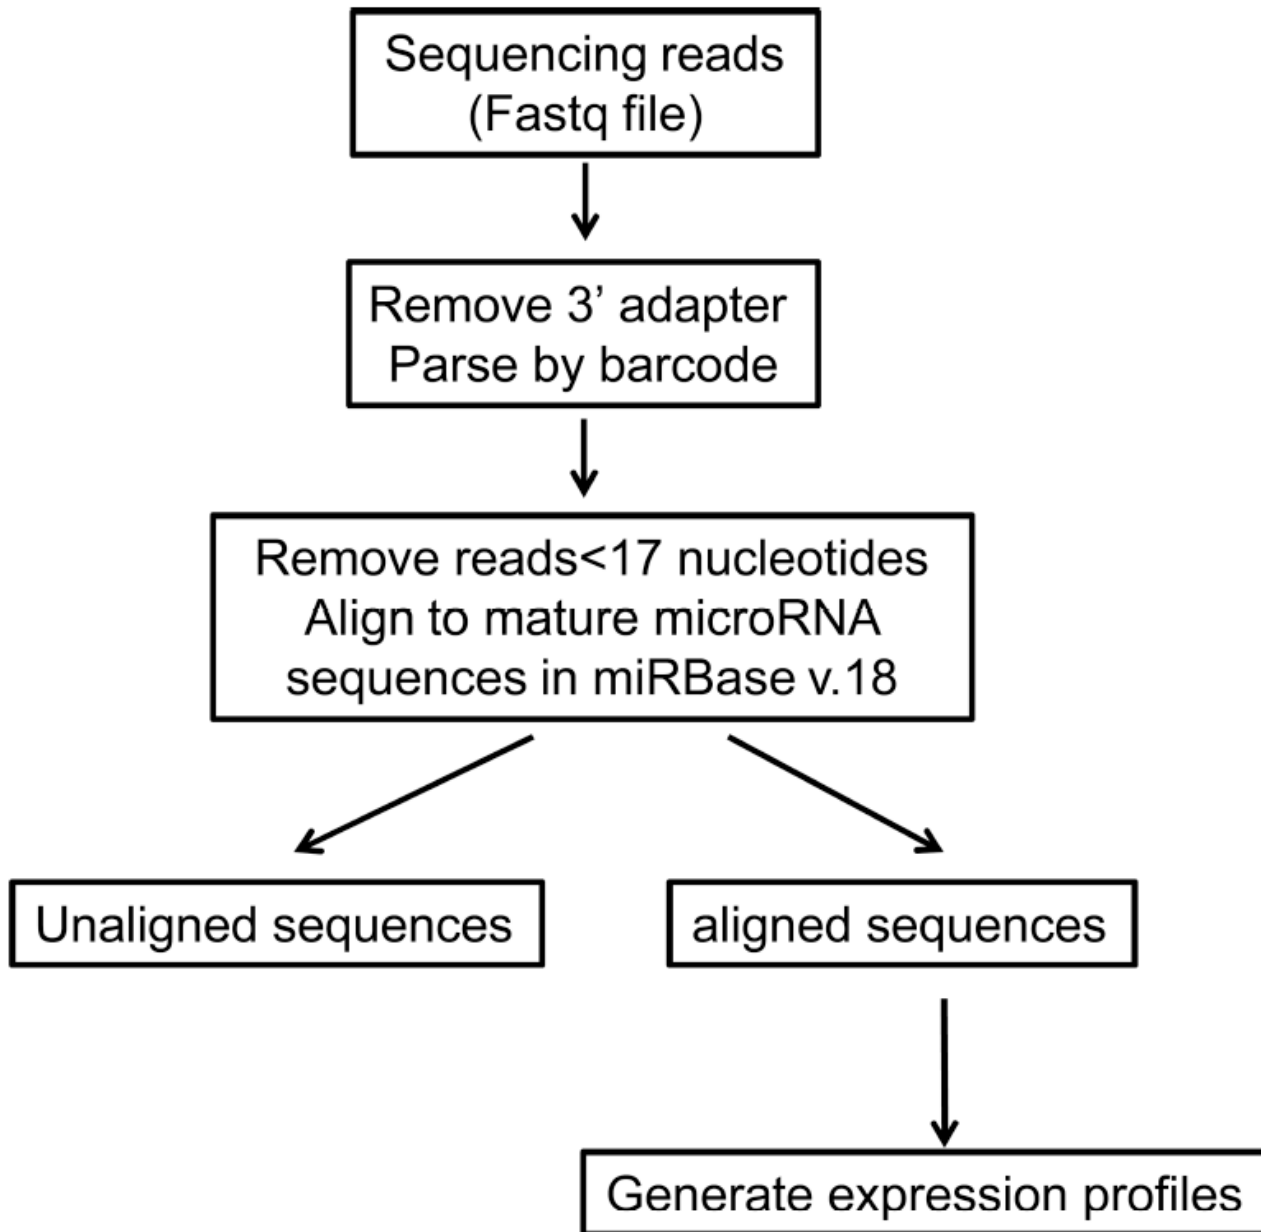 Sequencing reads
(Fastq file)
Remove 3’ adapter
Parse by barcode
Remove reads<17 nucleotides
Align to mature microRNA
sequences in miRBase v.18
Unaligned sequences
aligned sequences
Generate expression profiles